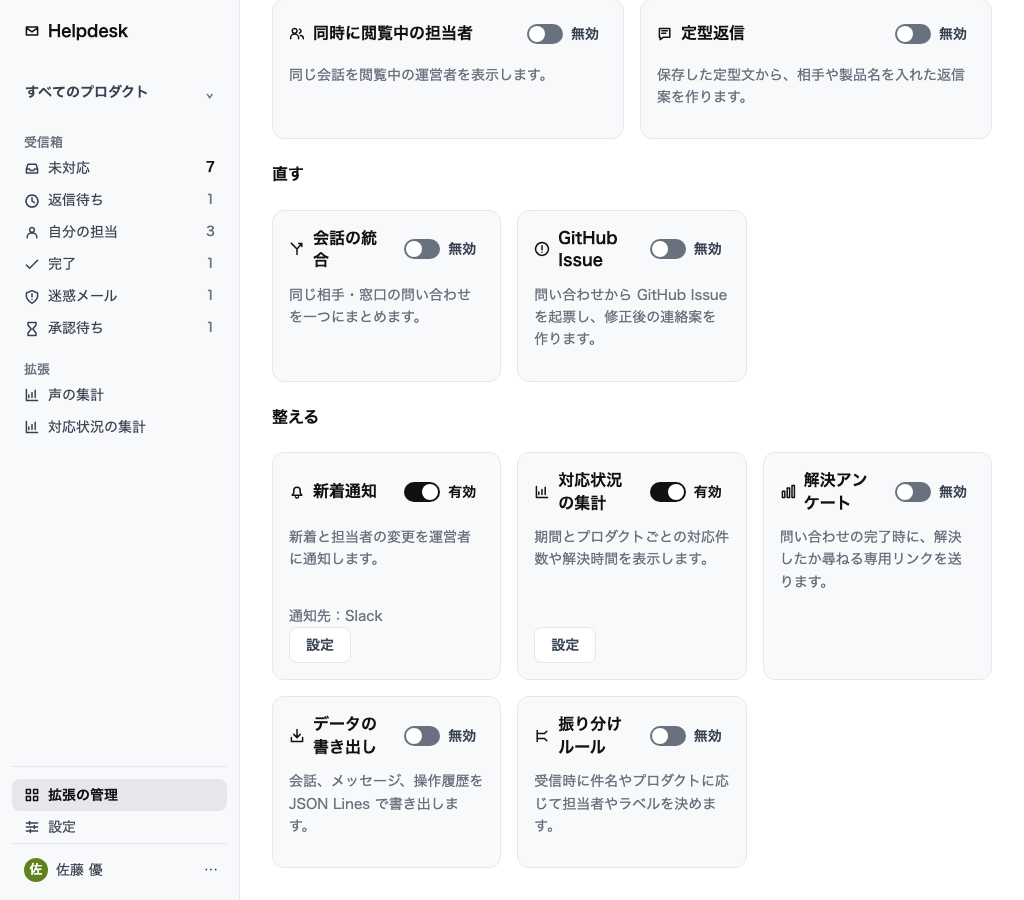 Helpdesk
すべてのプロダクト
受信箱
未対応 7
返信待ち 1
自分の担当 3
完了 1
迷惑メール 1
承認待ち 1
拡張
声の集計
対応状況の集計
拡張の管理
設定
佐 佐藤 優 …
同時に閲覧中の担当者 無効
同じ会話を閲覧中の運営者を表示します。
定型返信 無効
保存した定型文から、相手や製品名を入れた返信
案を作ります。
直す
会話の統
合
無効
同じ相手・窓口の問い合わせ
を一つにまとめます。
GitHub
Issue
無効
問い合わせから GitHub Issue
を起票し、修正後の連絡案を
作ります。
整える
新着通知 有効
新着と担当者の変更を運営者
に通知します。
通知先：Slack
設定
対応状況
の集計
有効
期間とプロダクトごとの対応件
数や解決時間を表示します。
設定
解決アン
ケート
無効
問い合わせの完了時に、解決
したか尋ねる専用リンクを送
ります。
データの
書き出し
無効
会話、メッセージ、操作履歴を
JSON Lines で書き出しま
す。
振り分け
ルール
無効
受信時に件名やプロダクトに応
じて担当者やラベルを決めま
す。